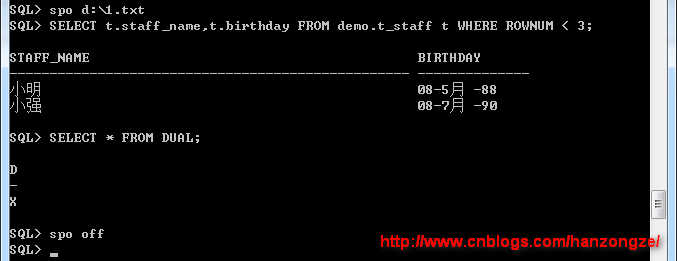 SQL> spo d:\1.txt
SQL> SELECT t.staff_name,t.birthday FROM demo.t_staff t WHERE ROWNUM < 3;
STAFF_NAME BIRTHDAY
-------------------------------------------------- --------------
小明 08-5月 -88
小强 08-7月 -90
SQL> SELECT * FROM DUAL;
D
-
X
SQL> spo off
SQL> _
http://www.cnblogs.com/hanzongze/